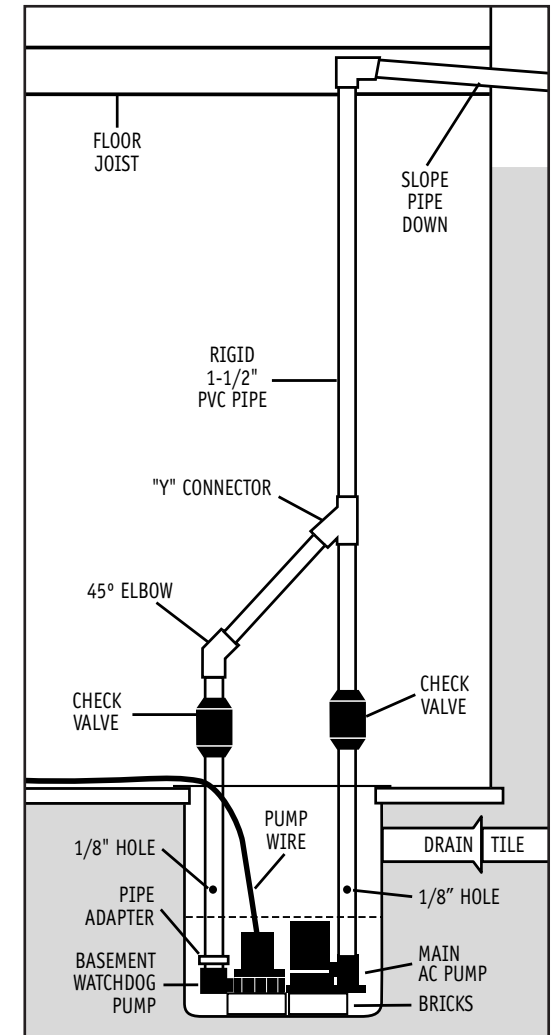 FLOOR
JOIST
SLOPE
PIPE
DOWN
RIGID
1-1/2"
PVC PIPE
"Y" CONNECTOR
45º ELBOW
CHECK
VALVE
CHECK
VALVE
PUMP
WIRE
DRAIN TILE
1/8" HOLE
1/8” HOLE
PIPE
ADAPTER
BASEMENT
WATCHDOG
PUMP
MAIN
AC PUMP
BRICKS